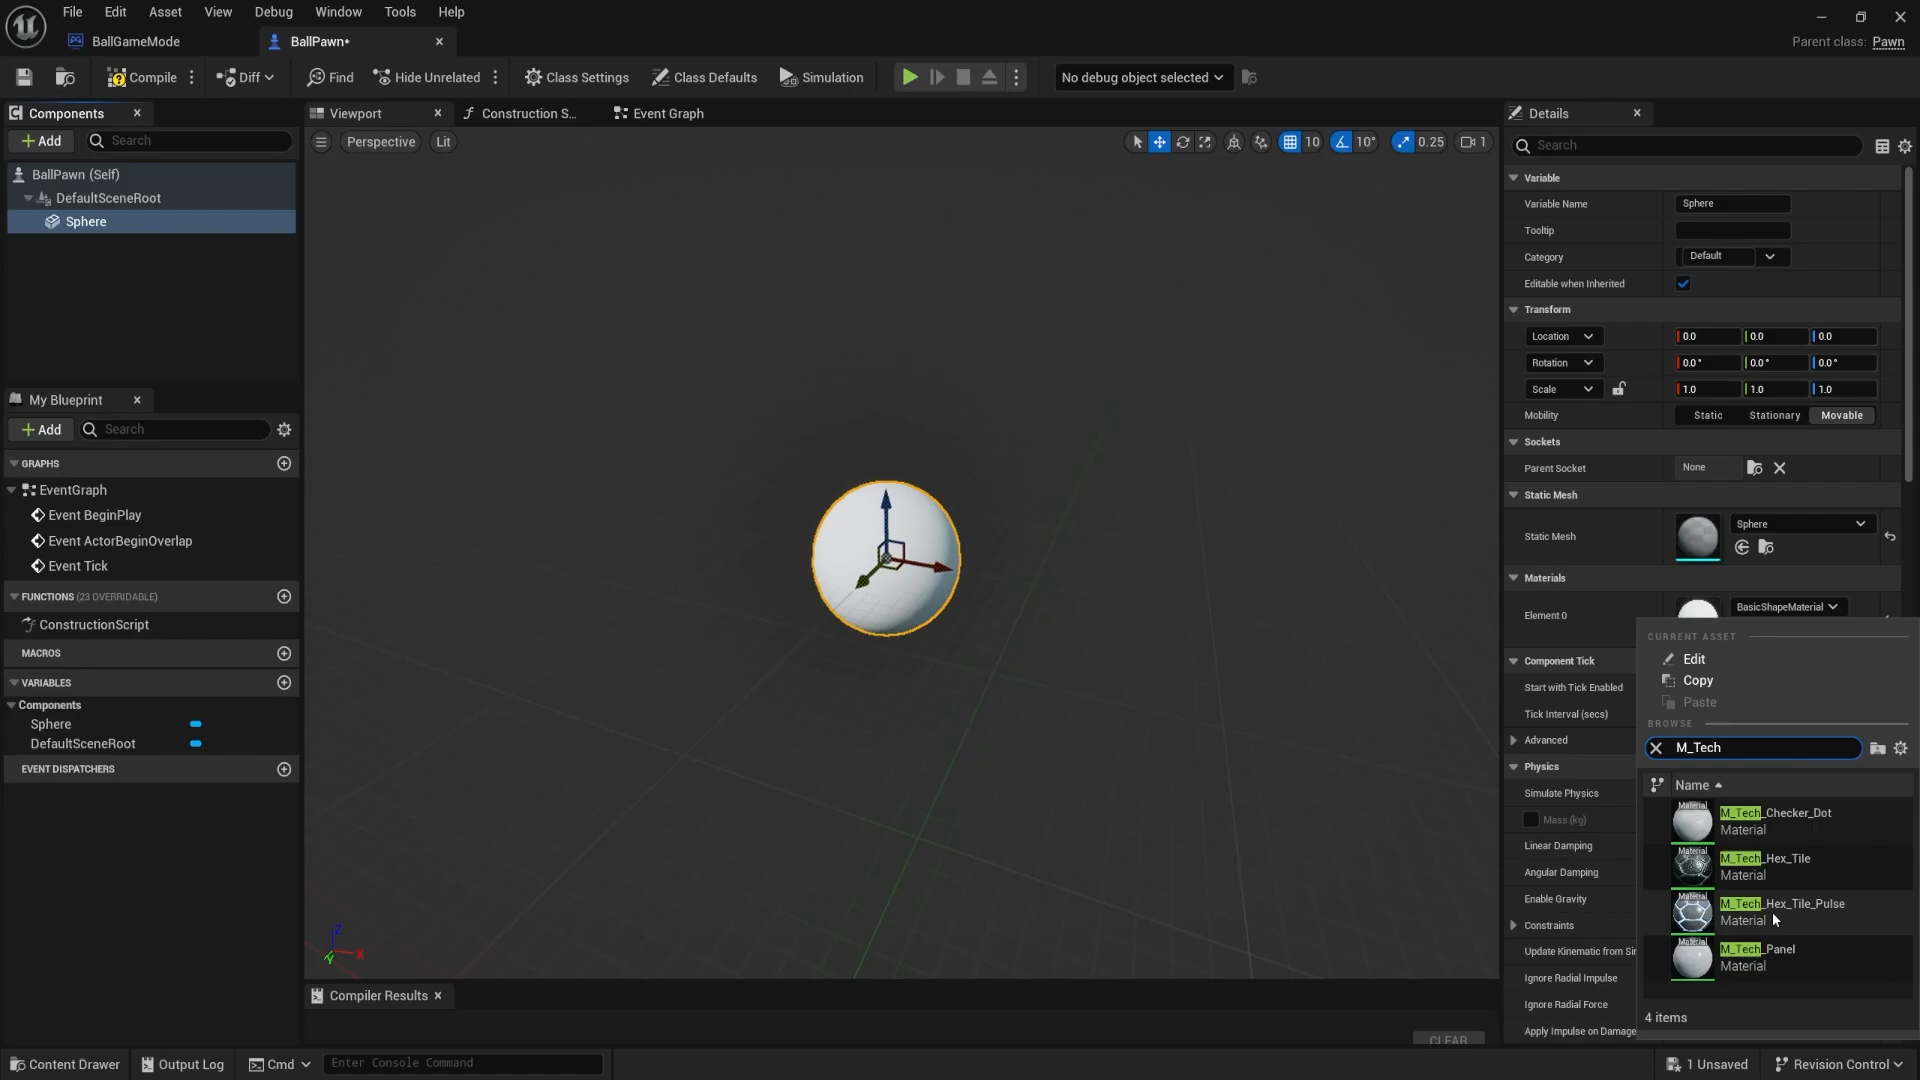 File Edit Asset View Debug Window Tools Help
BallGameMode BallPawn•
Parent class: Pawn
Compile Diff Find Hide Unrelated Class Settings Class Defaults Simulation No debug object selected
Components
Add Search
BallPawn (Self)
DefaultSceneRoot
Sphere
My Blueprint
Add Search
GRAPHS
EventGraph
Event BeginPlay
Event ActorBeginOverlap
Event Tick
FUNCTIONS (23 OVERRIDABLE)
ConstructionScript
MACROS
VARIABLES
Components
Sphere
DefaultSceneRoot
EVENT DISPATCHERS
Viewport Construction S... Event Graph
Perspective Lit 10 10° 0.25 1
Z
X
Y
Compiler Results
CLEAR
Details
Search
Variable
Variable Name Sphere
Tooltip
Category Default
Editable when Inherited
Transform
Location 0.0 0.0 0.0
Rotation 0.0 ° 0.0 ° 0.0 °
Scale 1.0 1.0 1.0
Mobility Static Stationary Movable
Sockets
Parent Socket None
Static Mesh
Static Mesh Sphere
Materials
Element 0 BasicShapeMaterial
Component Tick
Start with Tick Enabled
Tick Interval (secs)
Advanced
Physics
Simulate Physics
Mass (kg)
Linear Damping
Angular Damping
Enable Gravity
Constraints
Update Kinematic from Sir
Ignore Radial Impulse
Ignore Radial Force
Apply Impulse on Damage
CURRENT ASSET
Edit
Copy
Paste
BROWSE
M_Tech
Name
Material M_Tech_Checker_Dot
Material
Material M_Tech_Hex_Tile
Material
Material M_Tech_Hex_Tile_Pulse
Material
Material M_Tech_Panel
Material
4 items
Content Drawer Output Log Cmd Enter Console Command 1 Unsaved Revision Control